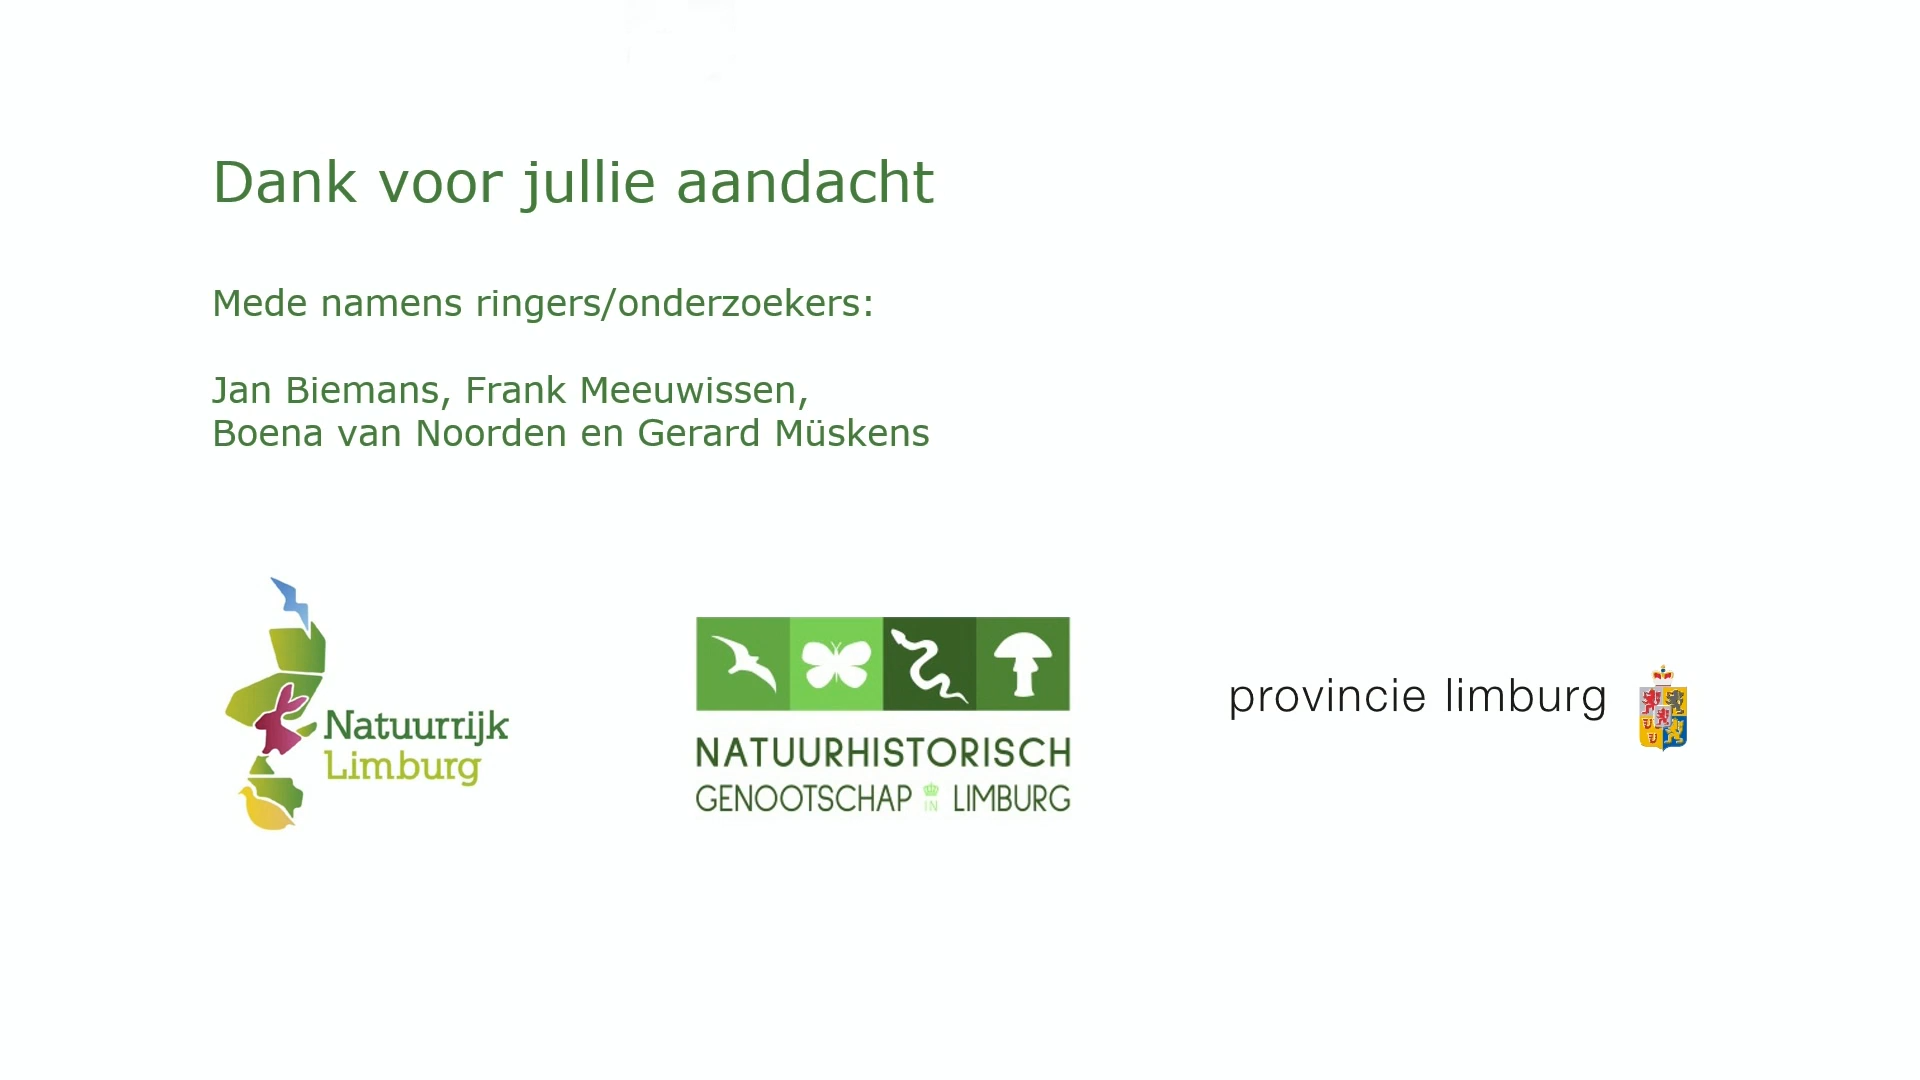 Dank voor jullie aandacht
Mede namens ringers/onderzoekers:
Jan Biemans, Frank Meeuwissen,
Boena van Noorden en Gerard Müskens
Natuurrijk
Limburg
NATUURHISTORISCH
GENOOTSCHAP IN LIMBURG
provincie limburg